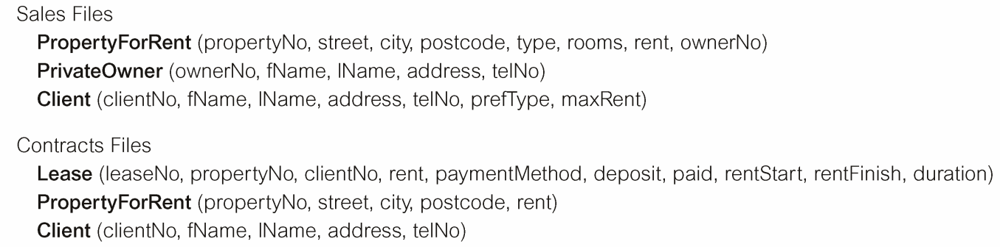 Sales Files
PropertyForRent (propertyNo, street, city, postcode, type, rooms, rent, ownerNo)
PrivateOwner (ownerNo, fName, lName, address, telNo)
Client (clientNo, fName, lName, address, telNo, prefType, maxRent)
Contracts Files
Lease (leaseNo, propertyNo, clientNo, rent, paymentMethod, deposit, paid, rentStart, rentFinish, duration)
PropertyForRent (propertyNo, street, city, postcode, rent)
Client (clientNo, fName, lName, address, telNo)